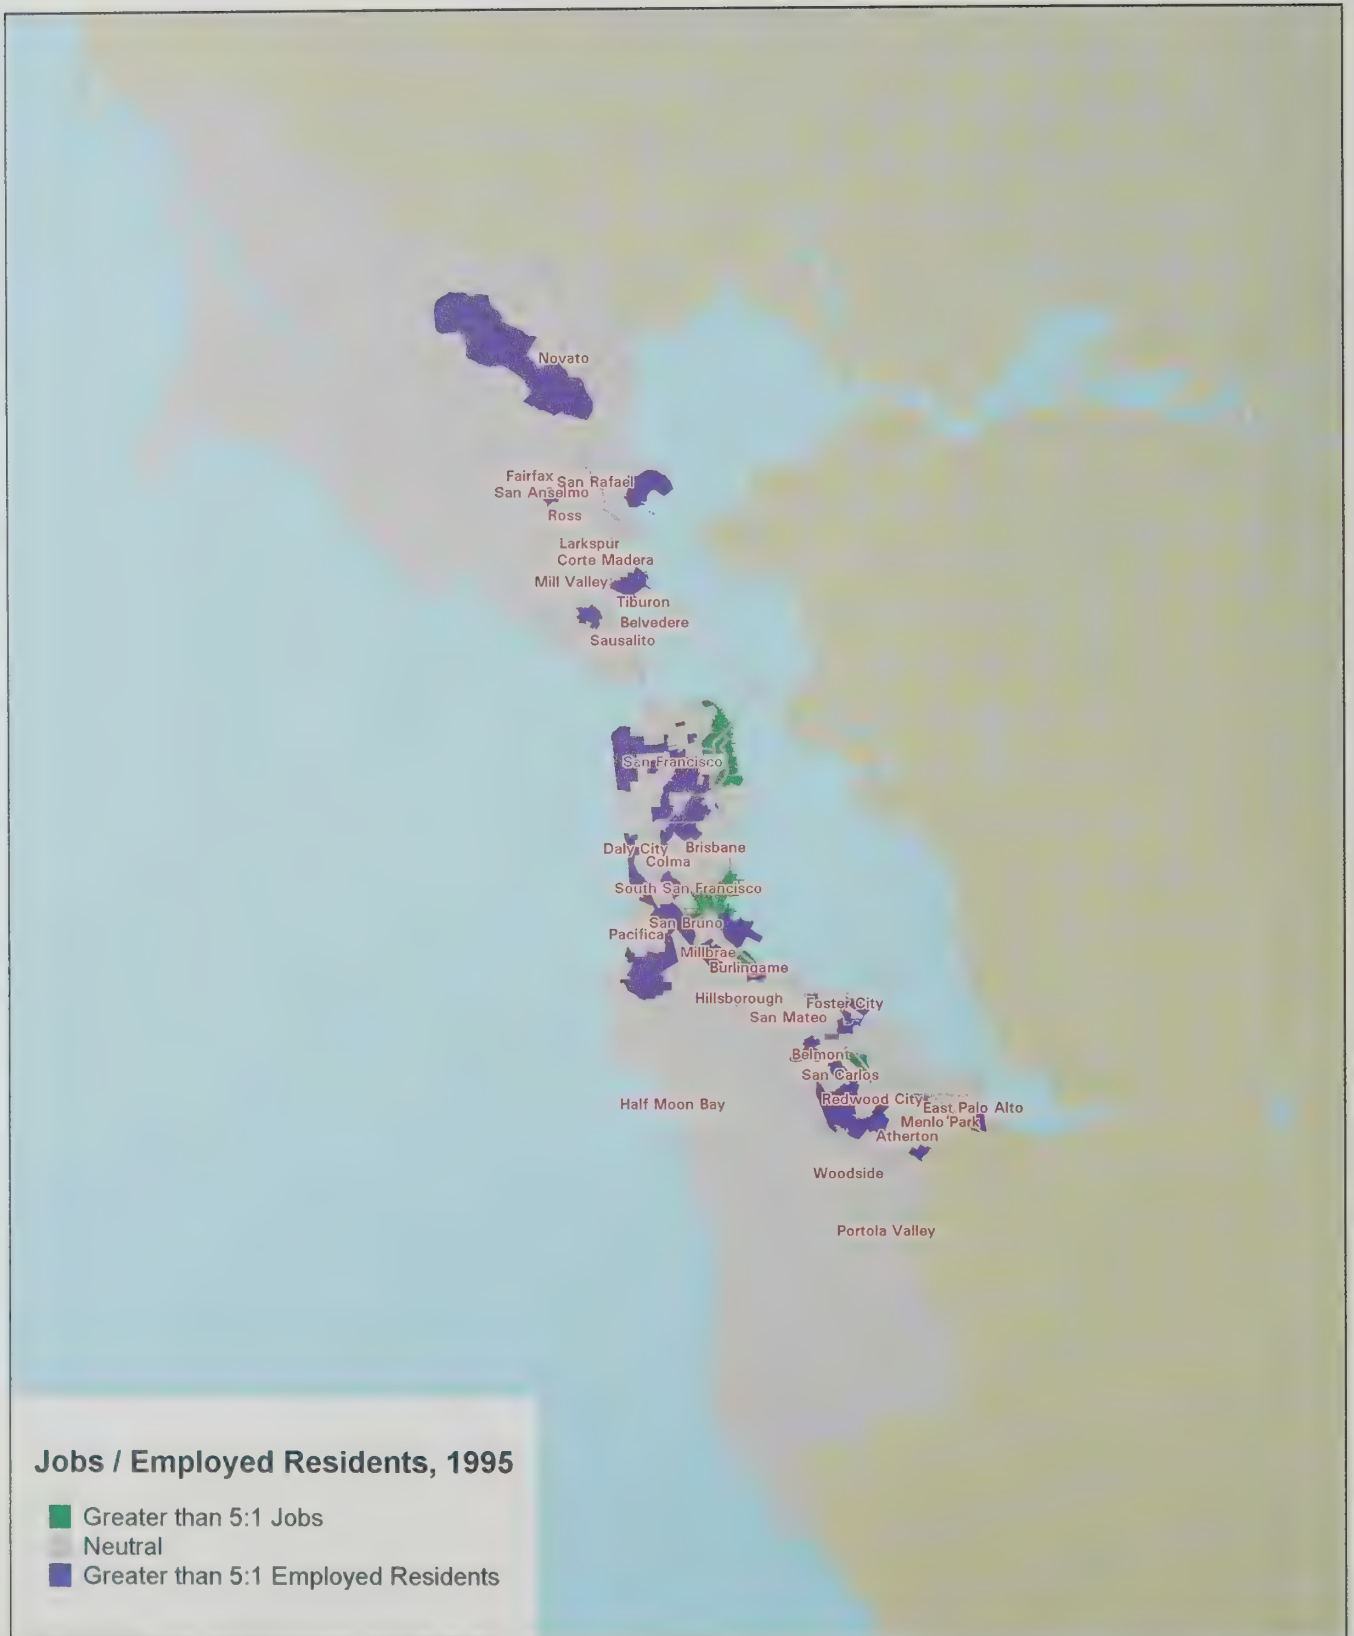 Novato
Fairfax
San Rafael
San Anselmo
Ross
Larkspur
Corte Madera
Mill Valley
Tiburon
Belvedere
Sausalito
San Francisco
Daly City
Brisbane
Colma
South San Francisco
San Bruno
Pacifica
Millbrae
Burlingame
Hillsborough
Foster City
San Mateo
Belmont
San Carlos
Half Moon Bay
Redwood City
East Palo Alto
Menlo Park
Atherton
Woodside
Portola Valley
Jobs / Employed Residents, 1995
Greater than 5:1 Jobs
Neutral
Greater than 5:1 Employed Residents